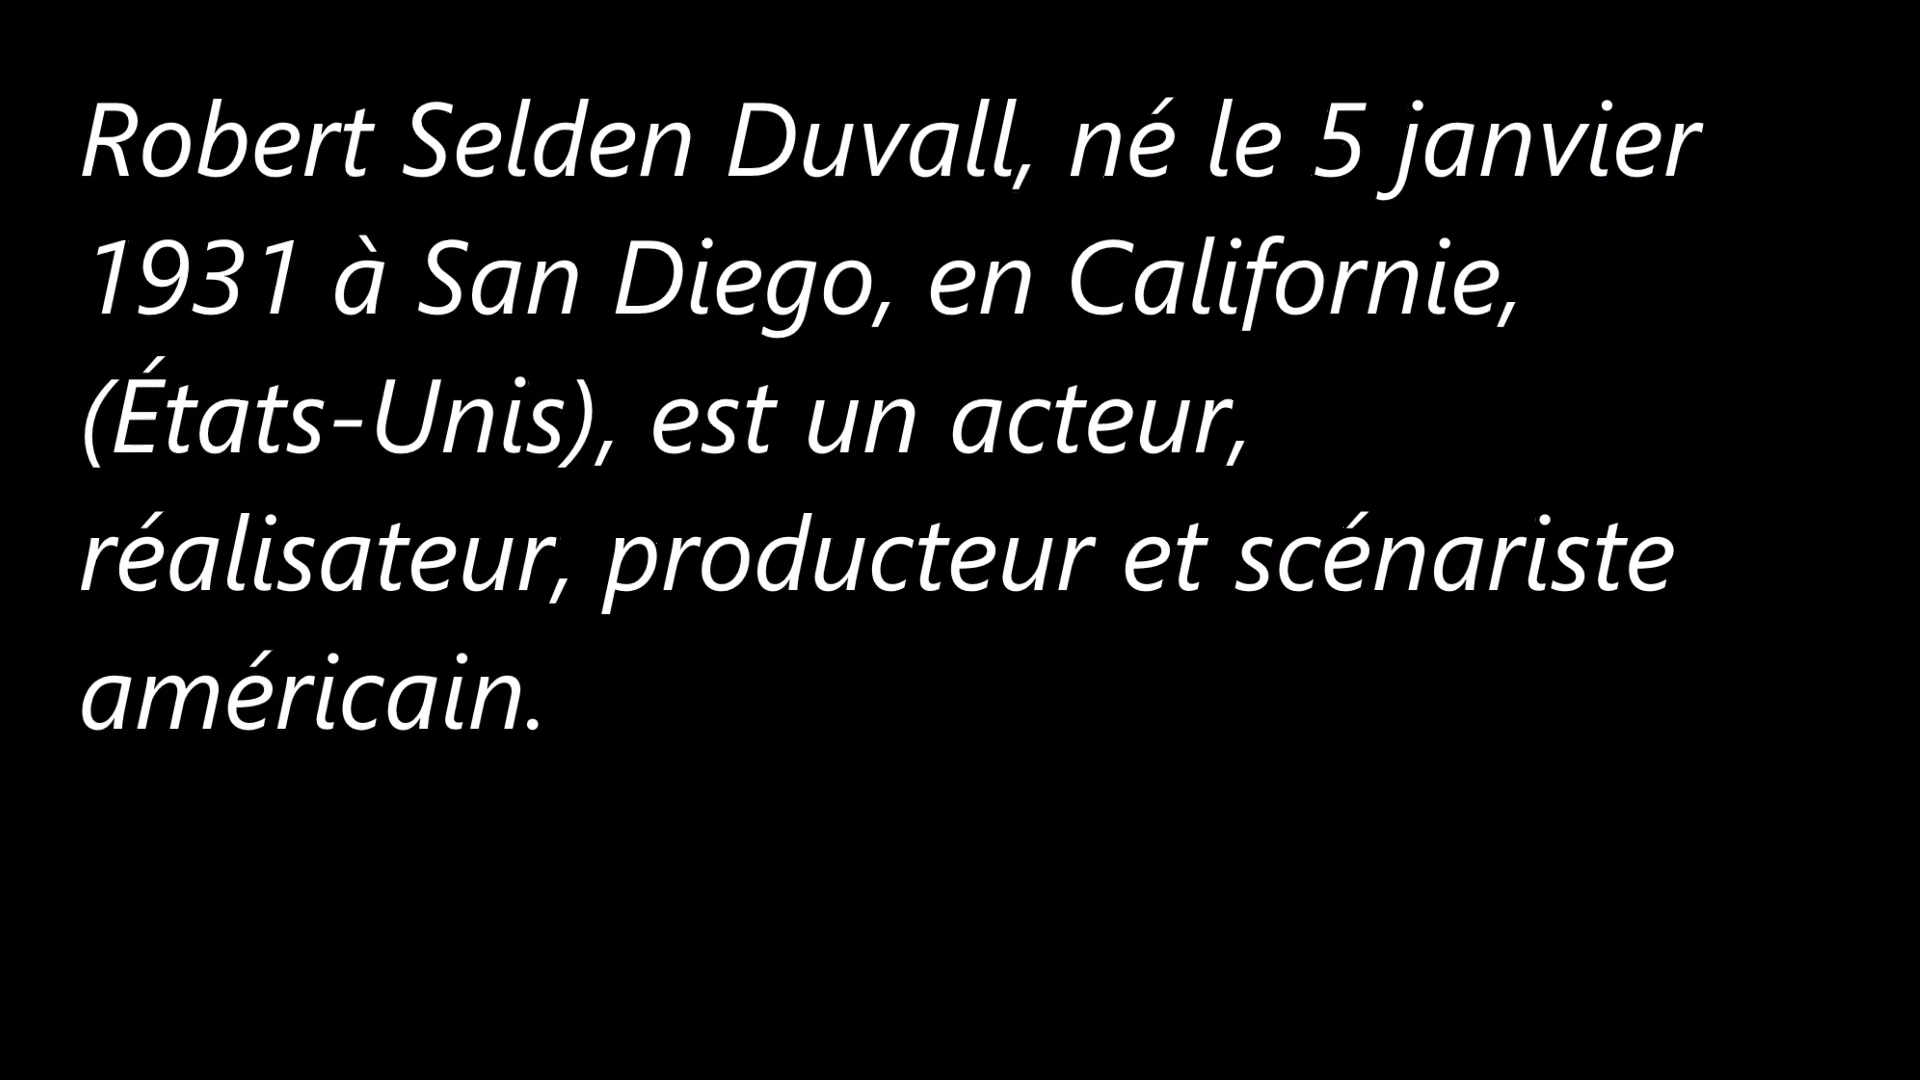 Robert Selden Duvall, né le 5 janvier
1931 à San Diego, en Californie,
(États-Unis), est un acteur,
réalisateur, producteur et scénariste
américain.